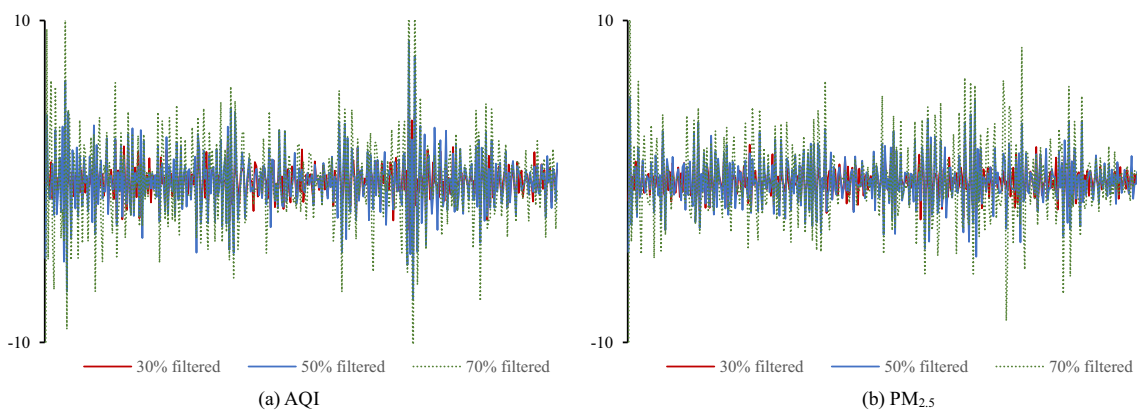 10
-10
30% filtered 50% filtered 70% filtered
(a) AQI
10
-10
30% filtered 50% filtered 70% filtered
(b) PM2.5